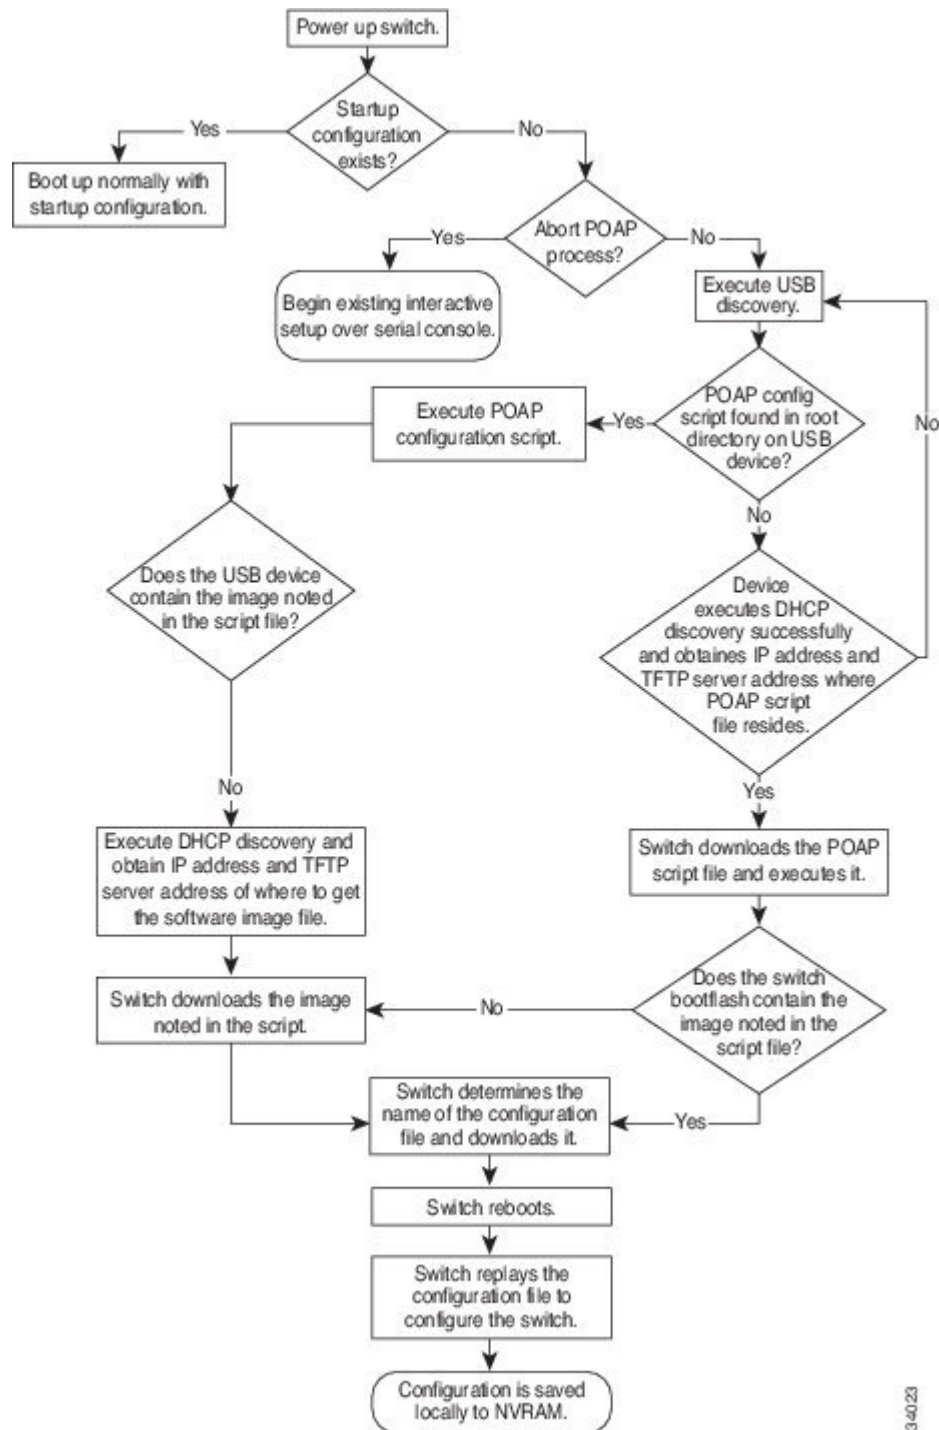 Power up switch.
Startup
configuration
exists?
Yes
No
Boot up normally with
startup configuration.
Abort POAP
process?
Yes
No
Begin existing interactive
setup over serial console.
Execute USB
discovery.
POAP config
script found in root
directory on USB
device?
Yes
No
No
Execute POAP
configuration script.
Does the USB device
contain the image noted
in the script file?
Device
executes DHCP
discovery successfully
and obtaines IP address and
TFTP server address where
POAP script
file resides.
No
Yes
Execute DHCP discovery and
obtain IP address and TFTP
server address of where to get
the software image file.
Switch downloads the POAP
script file and executes it.
Switch downloads the image
noted in the script.
No
Does the switch
bootflash contain the
image noted in the
script file?
Yes
Switch determines the
name of the configuration
file and downloads it.
Switch reboots.
Switch replays the
configuration file to
configure the switch.
Configuration is saved
locally to NVRAM.
34023